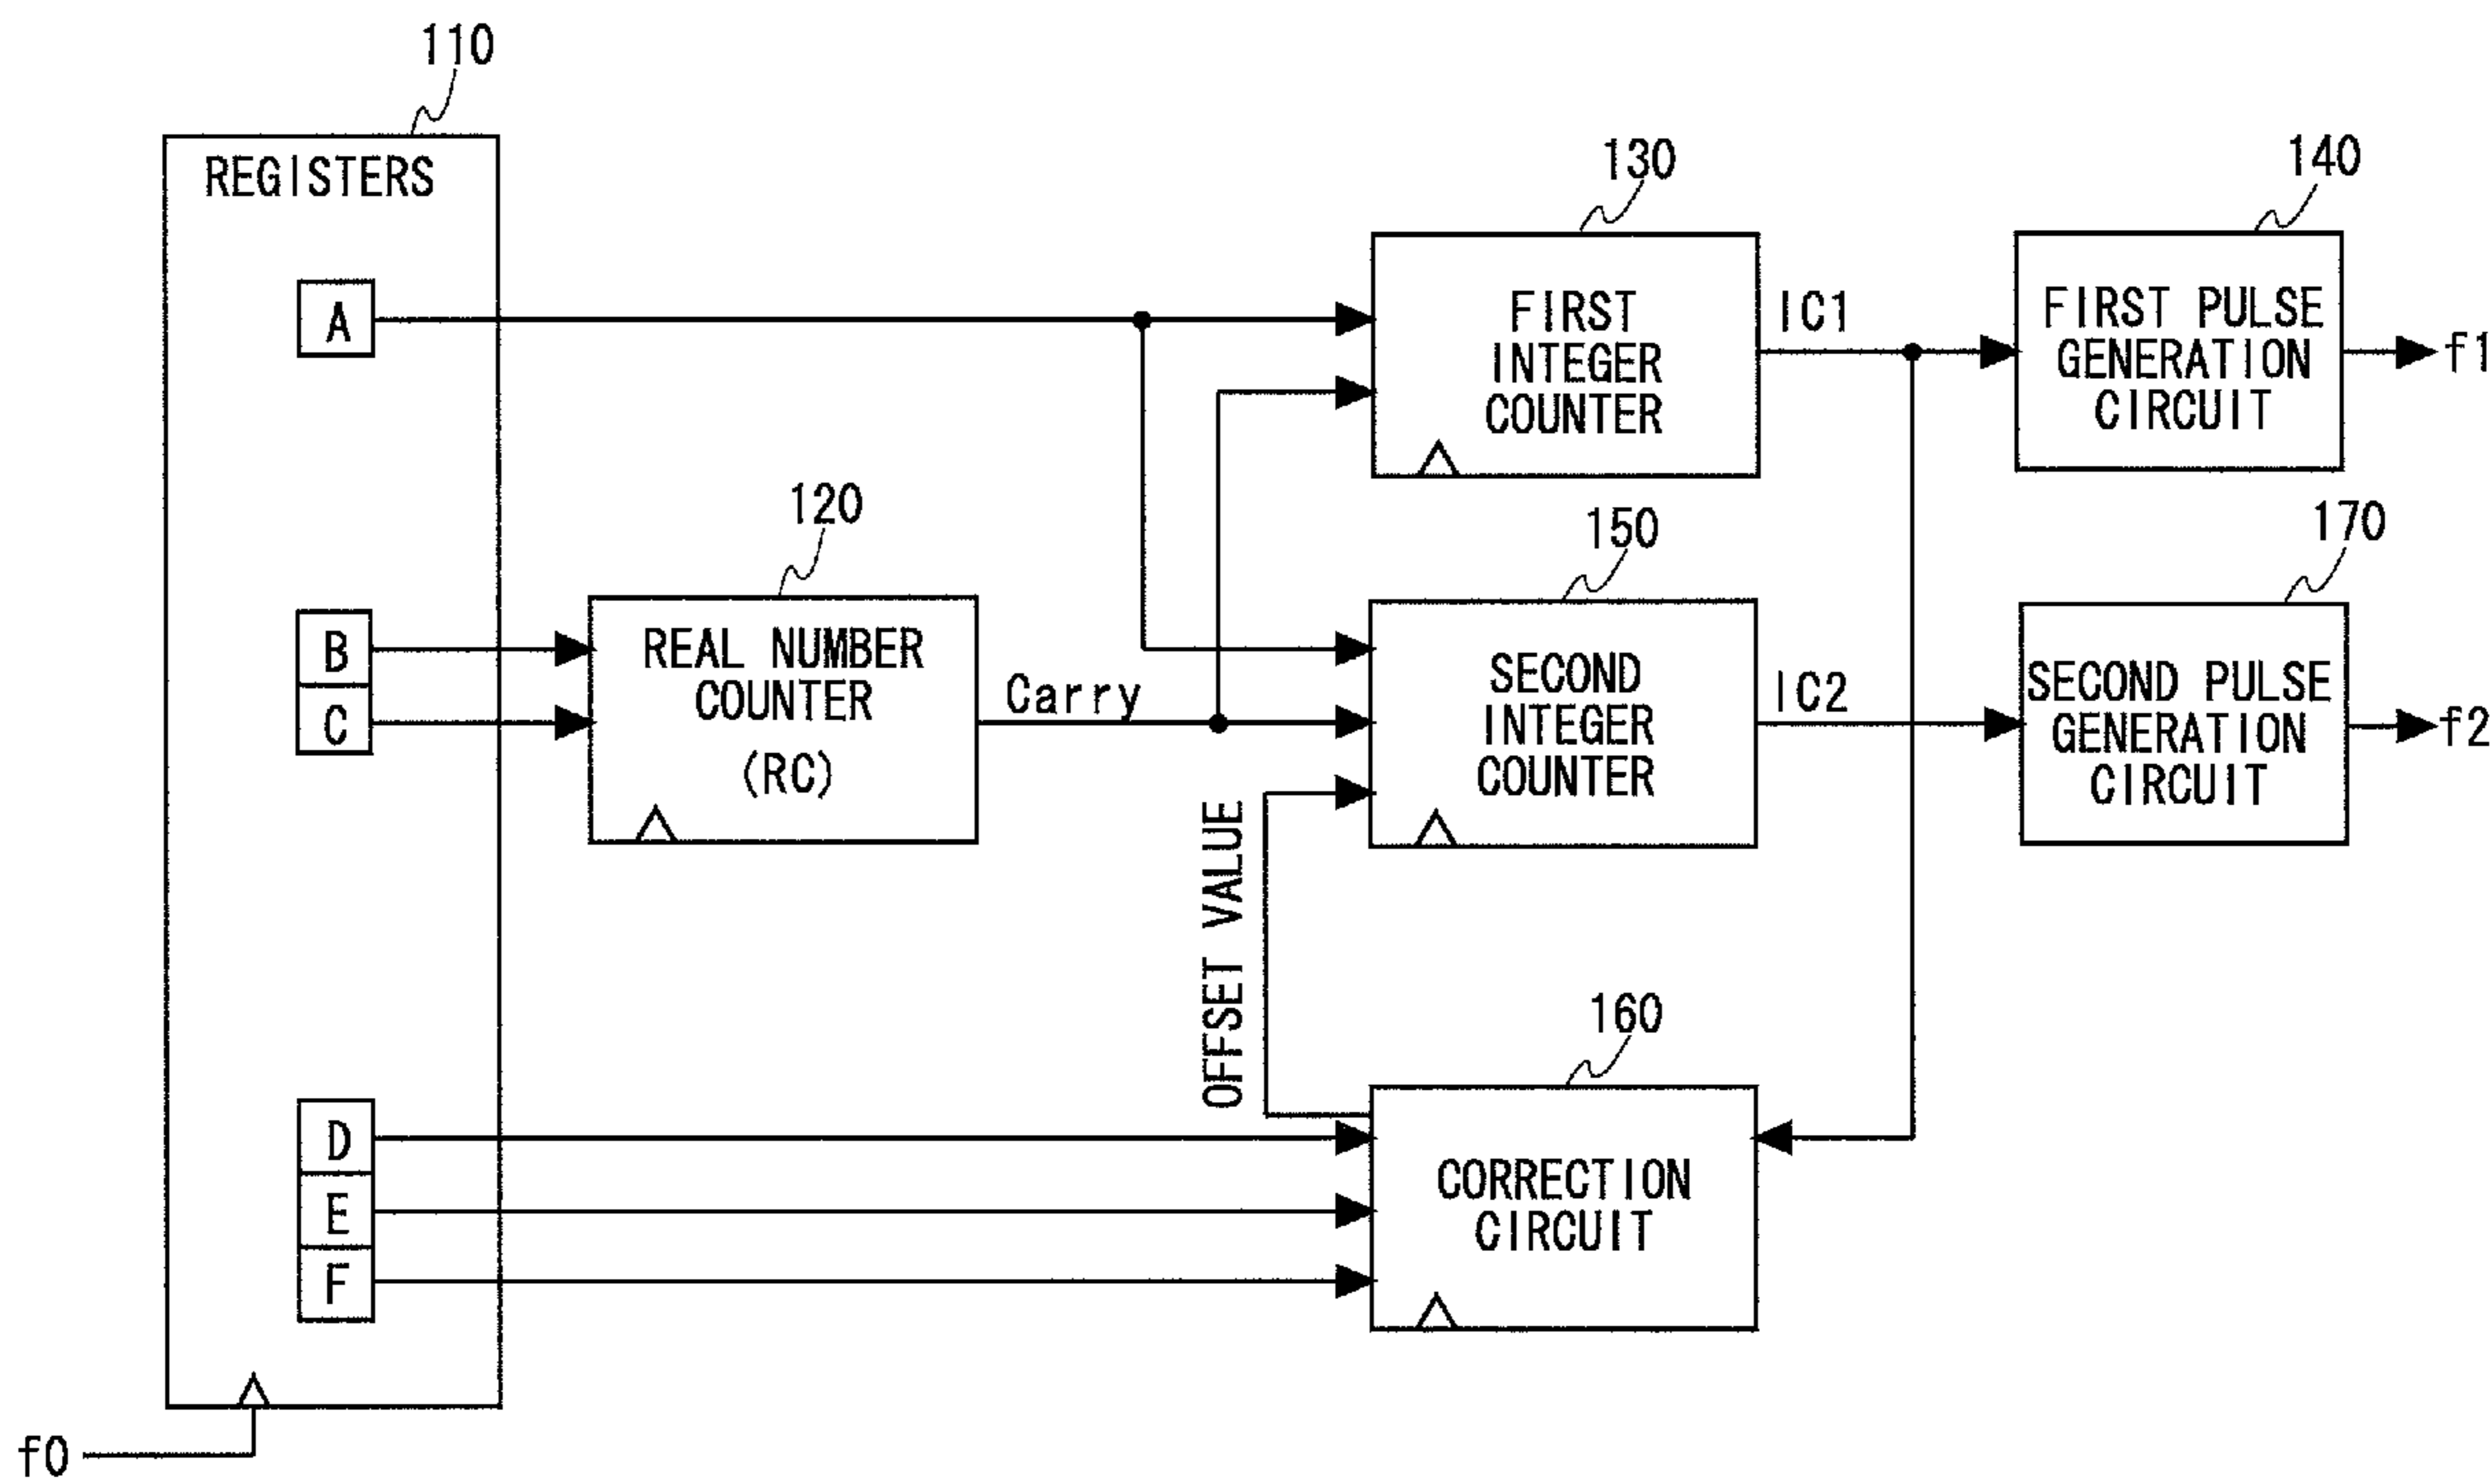 110
REGISTERS
A
B
C
D
E
F
f0
120
REAL NUMBER
COUNTER
(RC)
Carry
130
FIRST
INTEGER
COUNTER
IC1
140
FIRST PULSE
GENERATION
CIRCUIT
f1
150
SECOND
INTEGER
COUNTER
IC2
170
SECOND PULSE
GENERATION
CIRCUIT
f2
OFFSET VALUE
160
CORRECTION
CIRCUIT